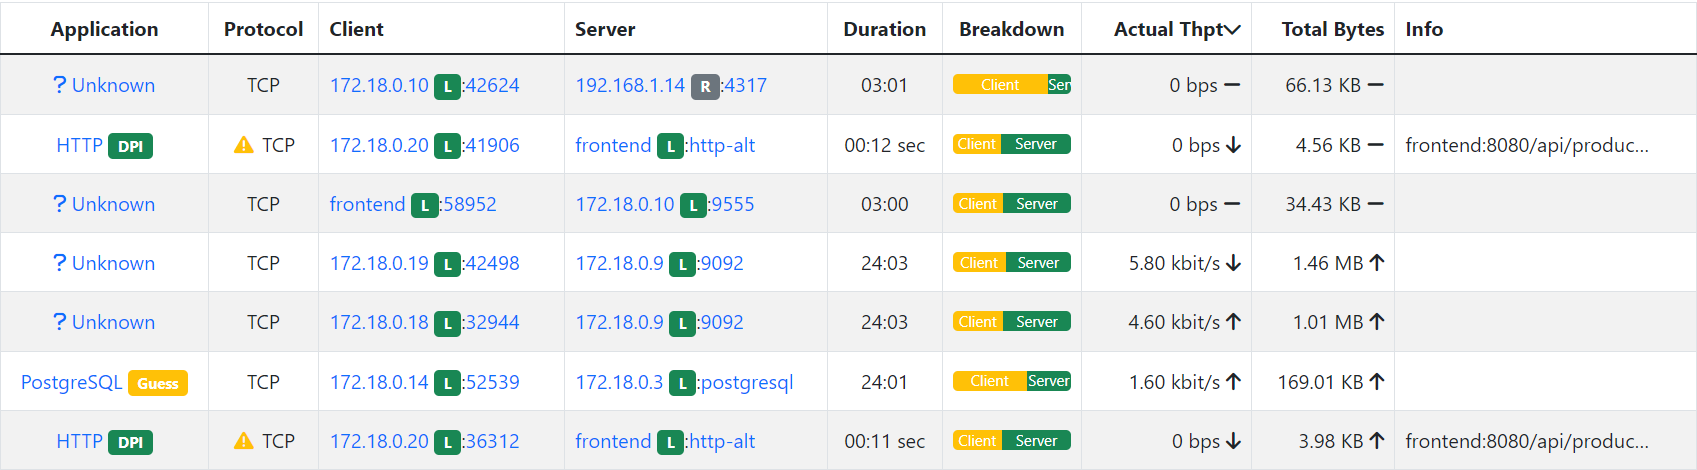 Application Protocol Client Server Duration Breakdown Actual Thpt Total Bytes Info
? Unknown TCP 172.18.0.10 L :42624 192.168.1.14 R :4317 03:01 Client Ser 0 bps 66.13 KB
HTTP DPI TCP 172.18.0.20 L :41906 frontend L :http-alt 00:12 sec Client Server 0 bps ↓ 4.56 KB frontend:8080/api/produc...
? Unknown TCP frontend L :58952 172.18.0.10 L :9555 03:00 Client Server 0 bps 34.43 KB
? Unknown TCP 172.18.0.19 L :42498 172.18.0.9 L :9092 24:03 Client Server 5.80 kbit/s ↓ 1.46 MB ↑
? Unknown TCP 172.18.0.18 L :32944 172.18.0.9 L :9092 24:03 Client Server 4.60 kbit/s ↑ 1.01 MB ↑
PostgreSQL Guess TCP 172.18.0.14 L :52539 172.18.0.3 L :postgresql 24:01 Client Server 1.60 kbit/s ↑ 169.01 KB ↑
HTTP DPI TCP 172.18.0.20 L :36312 frontend L :http-alt 00:11 sec Client Server 0 bps ↓ 3.98 KB ↑ frontend:8080/api/produc...